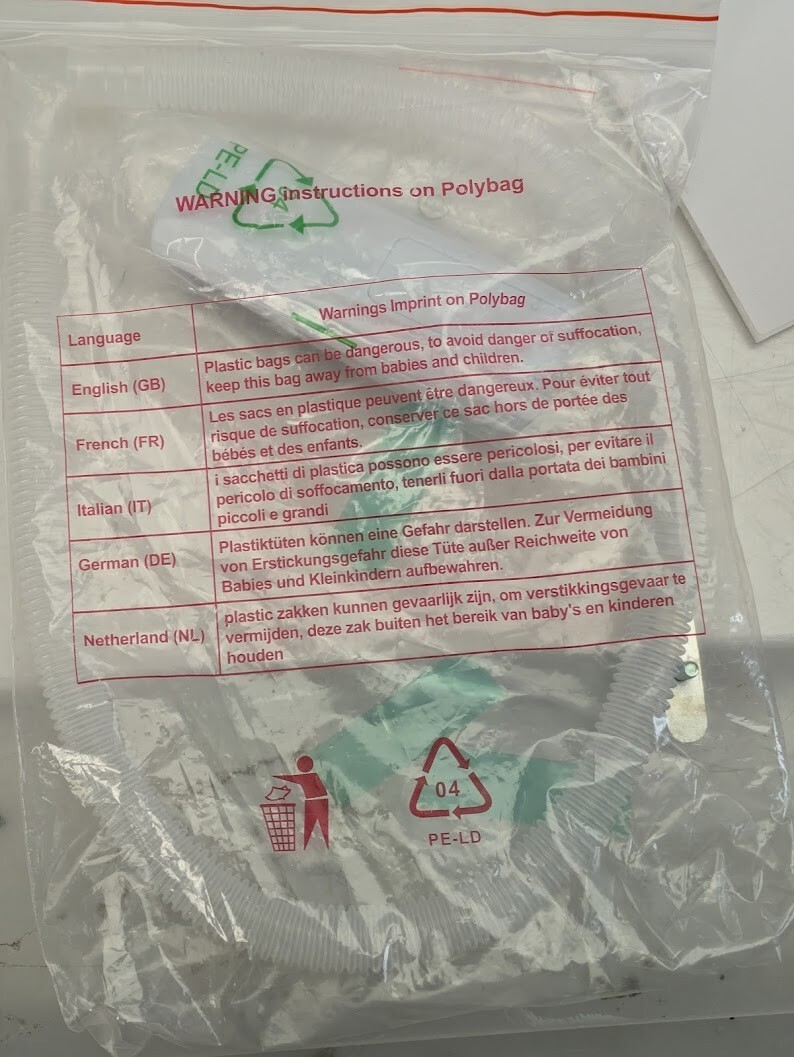 PE-LD
04
WARNING instructions on Polybag
Language
Warnings Imprint on Polybag
English (GB)
Plastic bags can be dangerous, to avoid danger of suffocation,
keep this bag away from babies and children.
French (FR)
Les sacs en plastique peuvent être dangereux. Pour éviter tout
risque de suffocation, conserver ce sac hors de portée des
bébés et des enfants.
Italian (IT)
i sacchetti di plastica possono essere pericolosi, per evitare il
pericolo di soffocamento, tenerli fuori dalla portata dei bambini
piccoli e grandi
German (DE)
Plastiktüten können eine Gefahr darstellen. Zur Vermeidung
von Erstickungsgefahr diese Tüte außer Reichweite von
Babies und Kleinkindern aufbewahren.
Netherland (NL)
plastic zakken kunnen gevaarlijk zijn, om verstikkingsgevaar te
vermijden, deze zak buiten het bereik van baby's en kinderen
houden
04
PE-LD